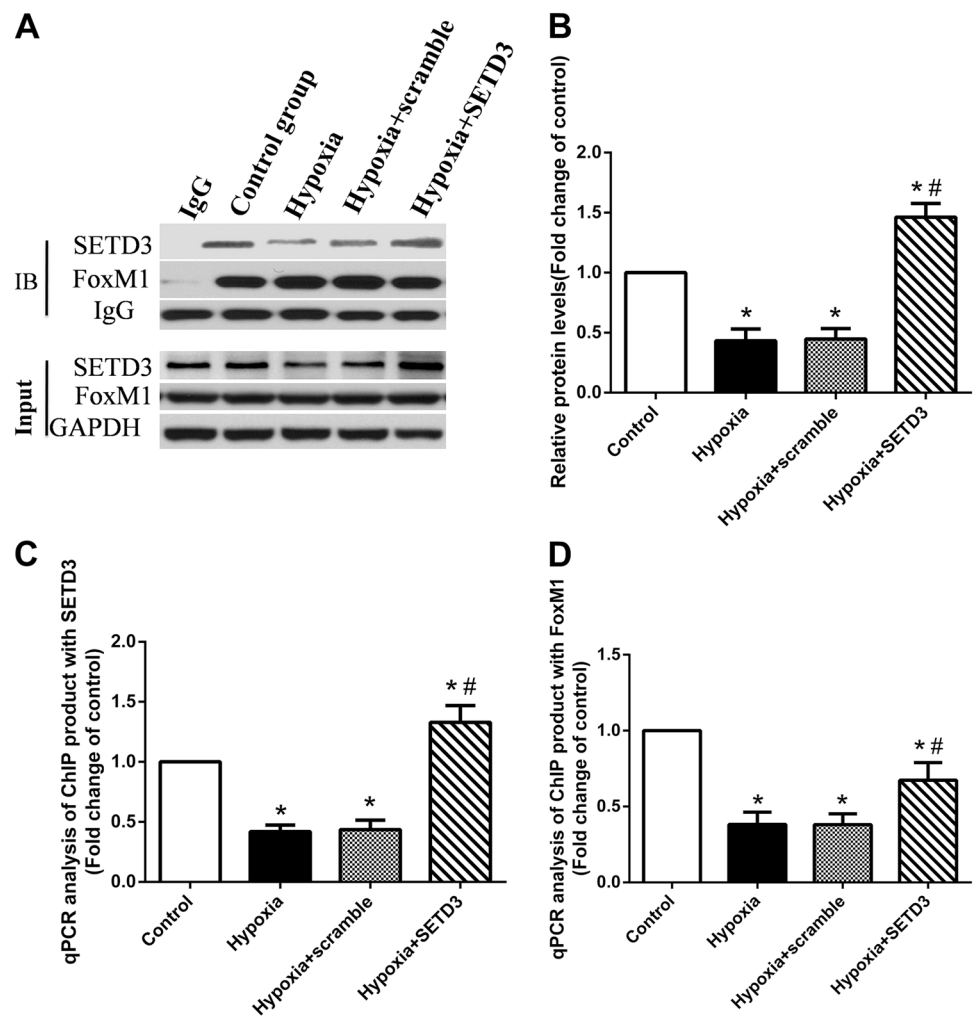 A
IgG
Control group
Hypoxia
Hypoxia+scramble
Hypoxia+SETD3
IB
SETD3
FoxM1
IgG
Input
SETD3
FoxM1
GAPDH
B
Relative protein levels(Fold change of control)
2.0
1.5
1.0
0.5
0.0
*
*
* #
Control
Hypoxia
Hypoxia+scramble
Hypoxia+SETD3
C
qPCR analysis of ChIP product with SETD3
(Fold change of control)
2.0
1.5
1.0
0.5
0.0
*
*
* #
Control
Hypoxia
Hypoxia+scramble
Hypoxia+SETD3
D
qPCR analysis of ChIP product with FoxM1
(Fold change of control)
1.5
1.0
0.5
0.0
*
*
* #
Control
Hypoxia
Hypoxia+scramble
Hypoxia+SETD3